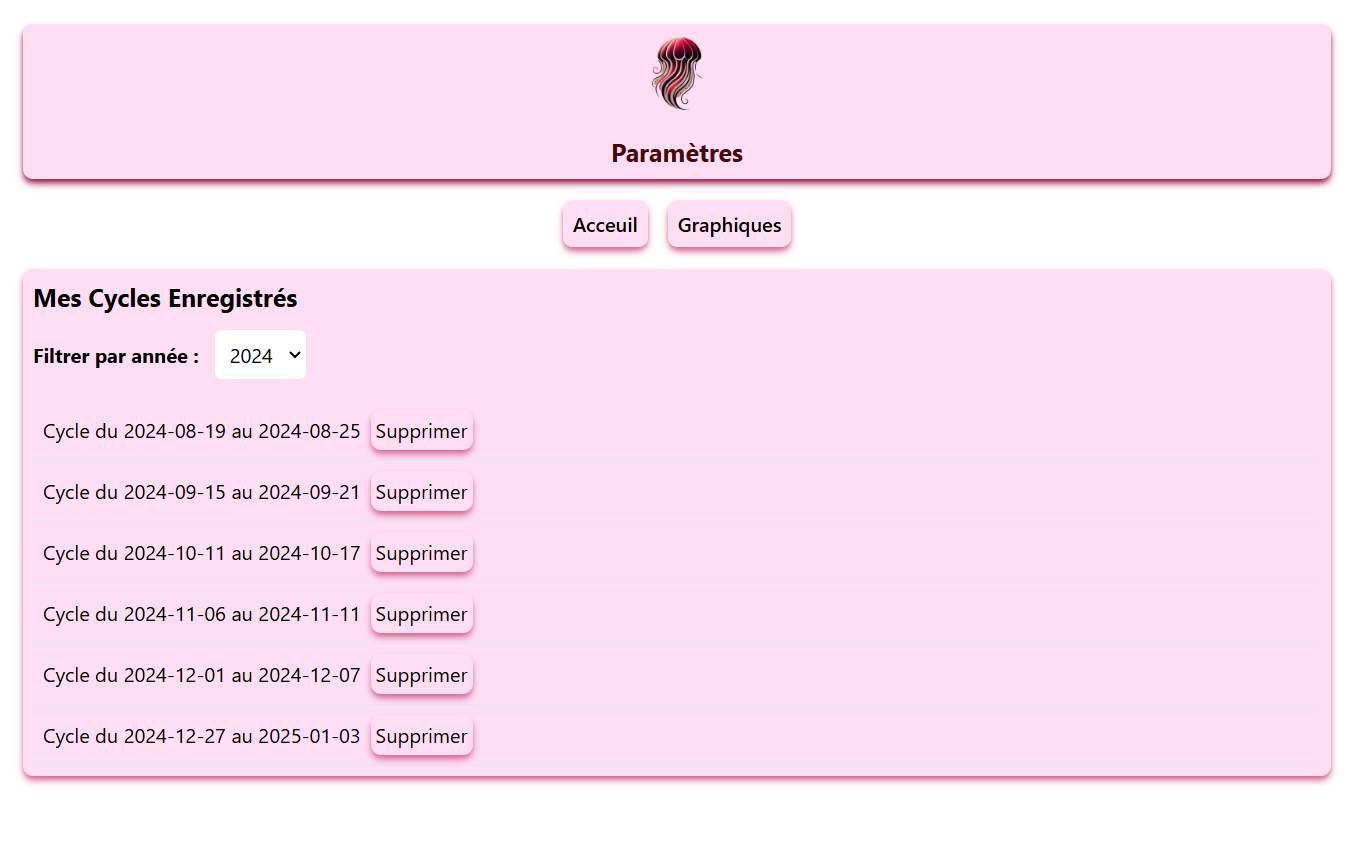 Paramètres
Acceuil Graphiques
Mes Cycles Enregistrés
Filtrer par année : 2024
Cycle du 2024-08-19 au 2024-08-25 Supprimer
Cycle du 2024-09-15 au 2024-09-21 Supprimer
Cycle du 2024-10-11 au 2024-10-17 Supprimer
Cycle du 2024-11-06 au 2024-11-11 Supprimer
Cycle du 2024-12-01 au 2024-12-07 Supprimer
Cycle du 2024-12-27 au 2025-01-03 Supprimer